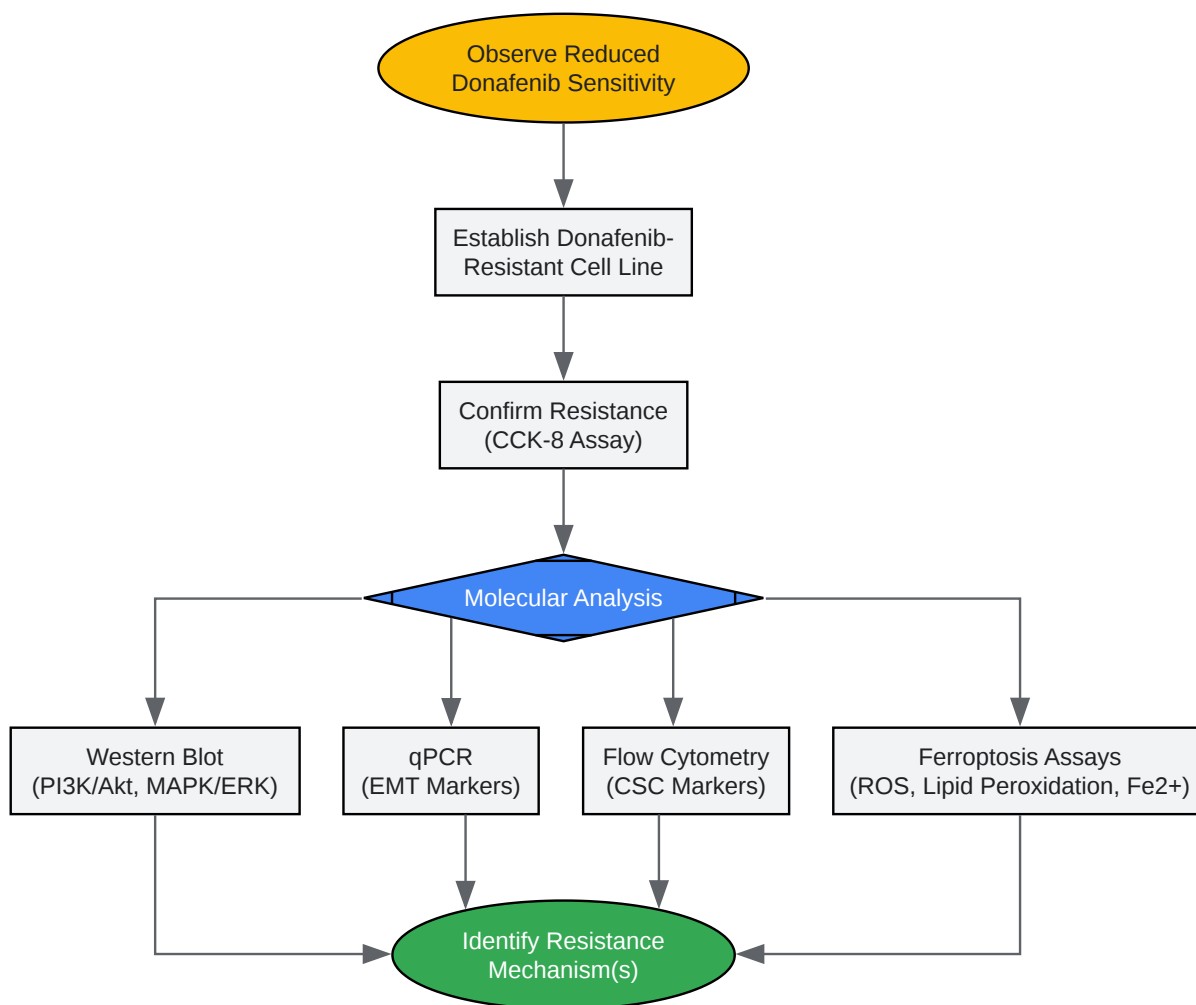 Observe Reduced
Donafenib Sensitivity
Establish Donafenib-
Resistant Cell Line
Confirm Resistance
(CCK-8 Assay)
Molecular Analysis
Western Blot
(PI3K/Akt, MAPK/ERK)
qPCR
(EMT Markers)
Flow Cytometry
(CSC Markers)
Ferroptosis Assays
(ROS, Lipid Peroxidation, Fe2+)
Identify Resistance
Mechanism(s)